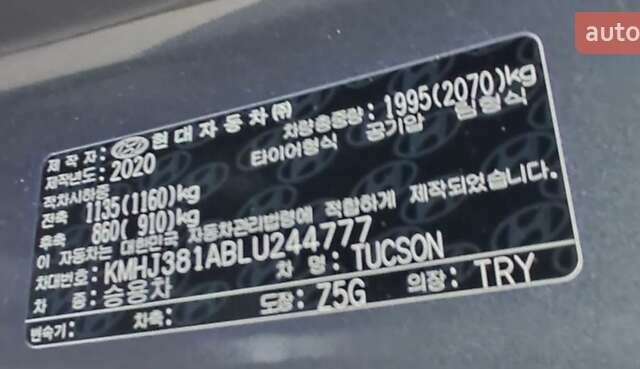 auto
제작자: 현대자동차(주) 차량총중량: 1995(2070)kg
제작년도: 2020 타이어형식 공기압 림형식
적차시하중
전축 1135(1160)kg
후축 860( 910)kg
이 자동차는 대한민국 자동차관리법령에 적합하게 제작되었습니다.
차대번호: KMHJ381ABLU244777
차 종: 승용차 차 명: TUCSON
변속기: 차축: 도장: Z5G 의장: TRY